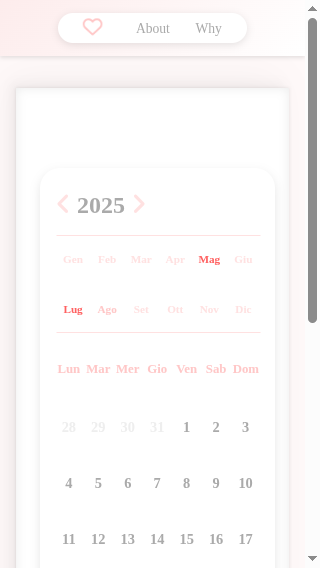 About Why
2025
Gen Feb Mar Apr Mag Giu
Lug Ago Set Ott Nov Dic
Lun Mar Mer Gio Ven Sab Dom
28 29 30 31 1 2 3
4 5 6 7 8 9 10
11 12 13 14 15 16 17